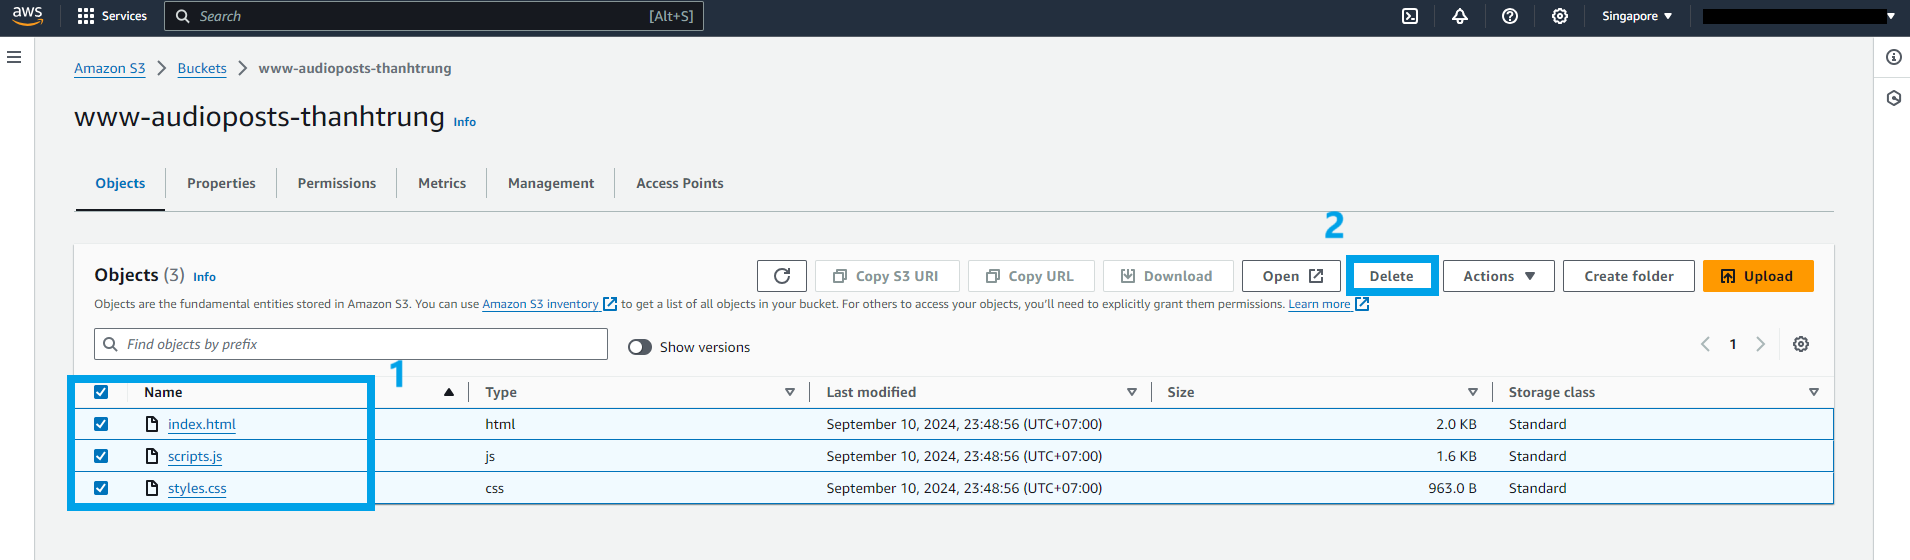 aws Services Search [Alt+S] Singapore
Amazon S3 > Buckets > www-audioposts-thanhtrung
www-audioposts-thanhtrung Info
Objects Properties Permissions Metrics Management Access Points
2
Objects (3) Info Copy S3 URI Copy URL Download Open Delete Actions Create folder Upload
Objects are the fundamental entities stored in Amazon S3. You can use Amazon S3 inventory to get a list of all objects in your bucket. For others to access your objects, you'll need to explicitly grant them permissions. Learn more
Find objects by prefix Show versions 1
1
Name Type Last modified Size Storage class
index.html html September 10, 2024, 23:48:56 (UTC+07:00) 2.0 KB Standard
scripts.js js September 10, 2024, 23:48:56 (UTC+07:00) 1.6 KB Standard
styles.css css September 10, 2024, 23:48:56 (UTC+07:00) 963.0 B Standard